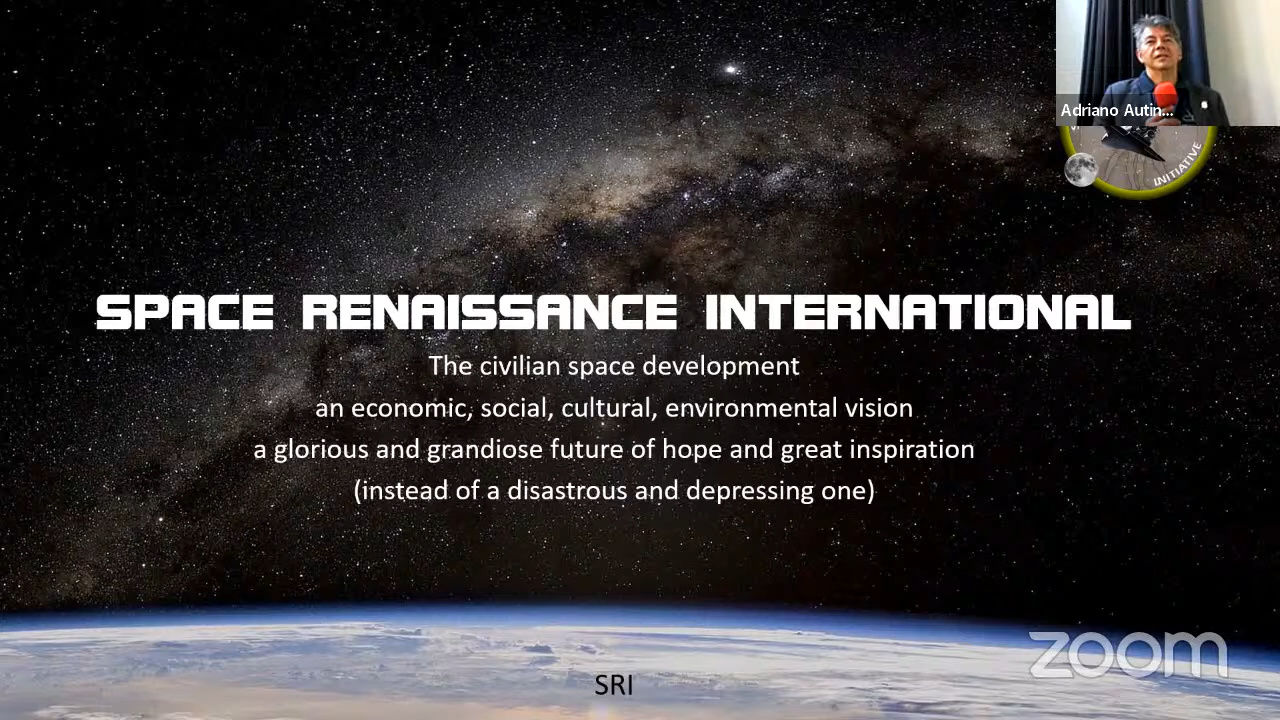 Adriano Autin...
INITIATIVE
SPACE RENAISSANCE INTERNATIONAL
The civilian space development
an economic, social, cultural, environmental vision
a glorious and grandiose future of hope and great inspiration
(instead of a disastrous and depressing one)
zoom
SRI